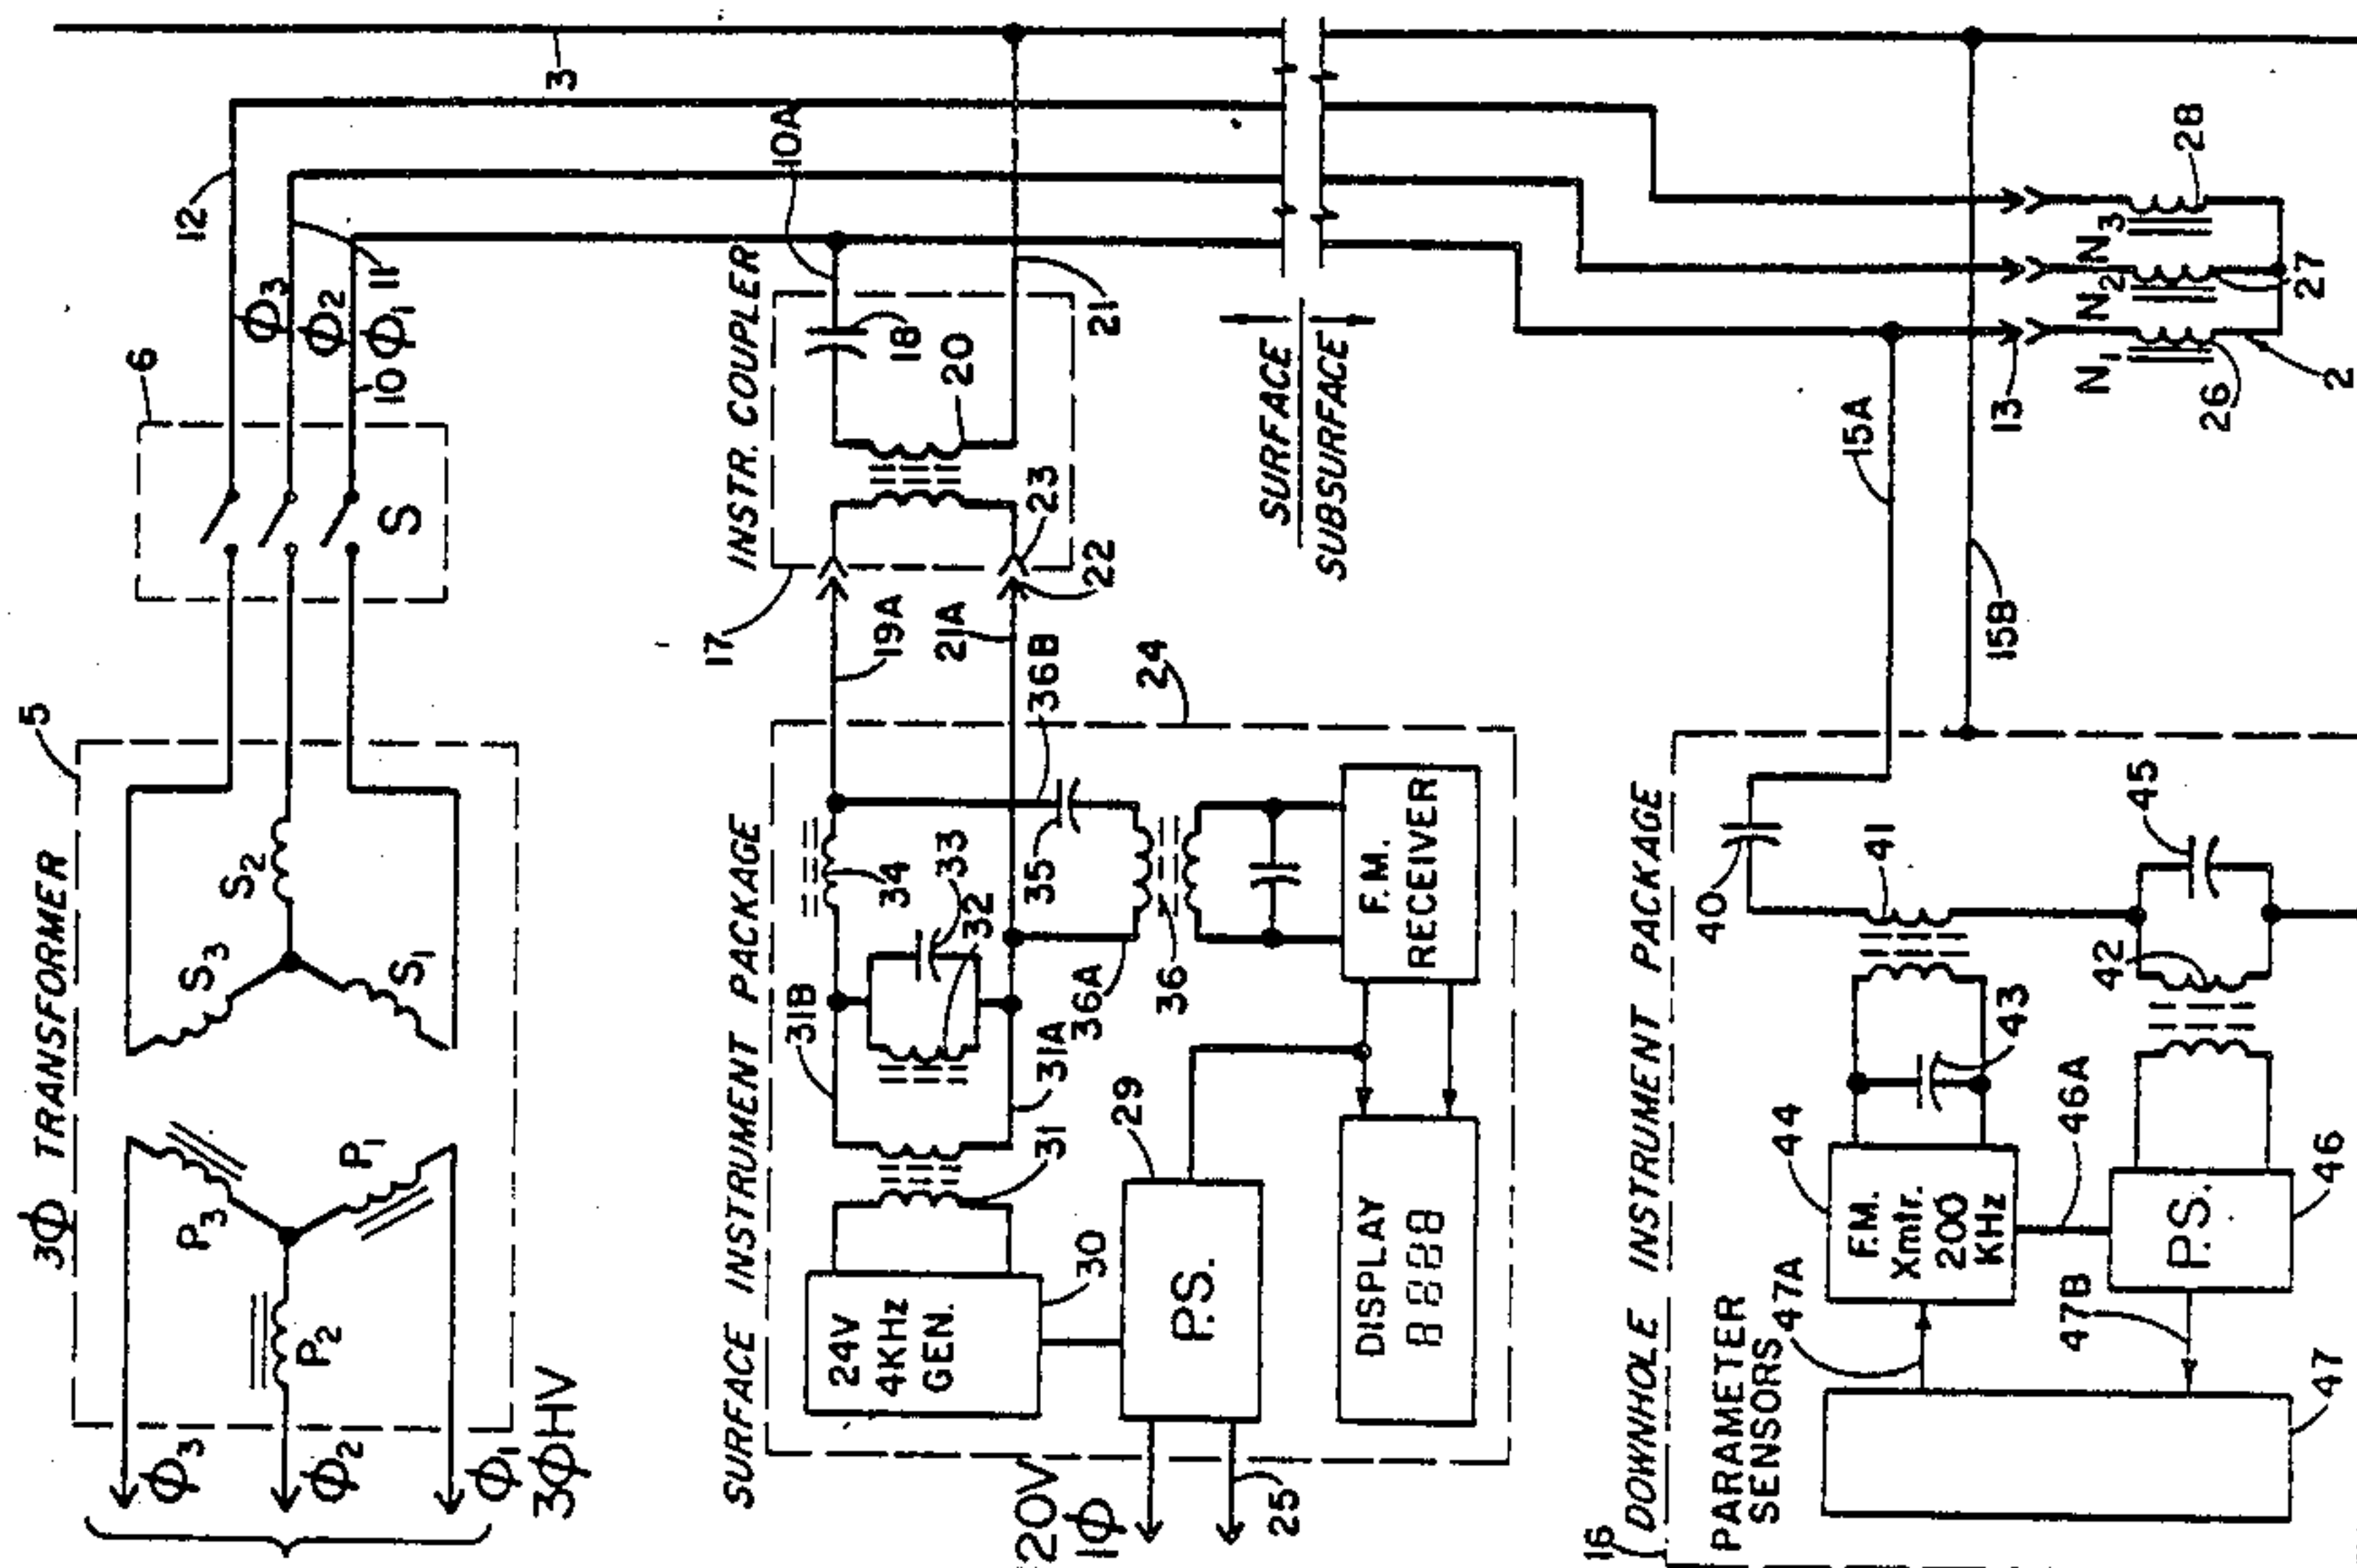 3Φ TRANSFORMER
5
Φ3
Φ2
Φ1
3ΦHV
P3
P2
P1
S3
S2
S1
6
S
12
Φ3
11
Φ2
10
Φ1
3
10A
INSTR. COUPLER
17
18
20
21
22
23
19A
21A
SURFACE
SUBSURFACE
SURFACE INSTRUMENT PACKAGE
24
20V
1Φ
25
24V
4KHz
GEN.
30
P.S.
29
DISPLAY
8888
31
31A
31B
32
33
34
35
36
36A
36B
F.M.
RECEIVER
DOWNHOLE INSTRUMENT PACKAGE
16
PARAMETER
SENSORS
47
47A
47B
F.M.
Xmtr.
200
KHz
44
43
P.S.
46
46A
40
41
42
45
15A
15B
13
N1
N2
N3
26
27
28
2